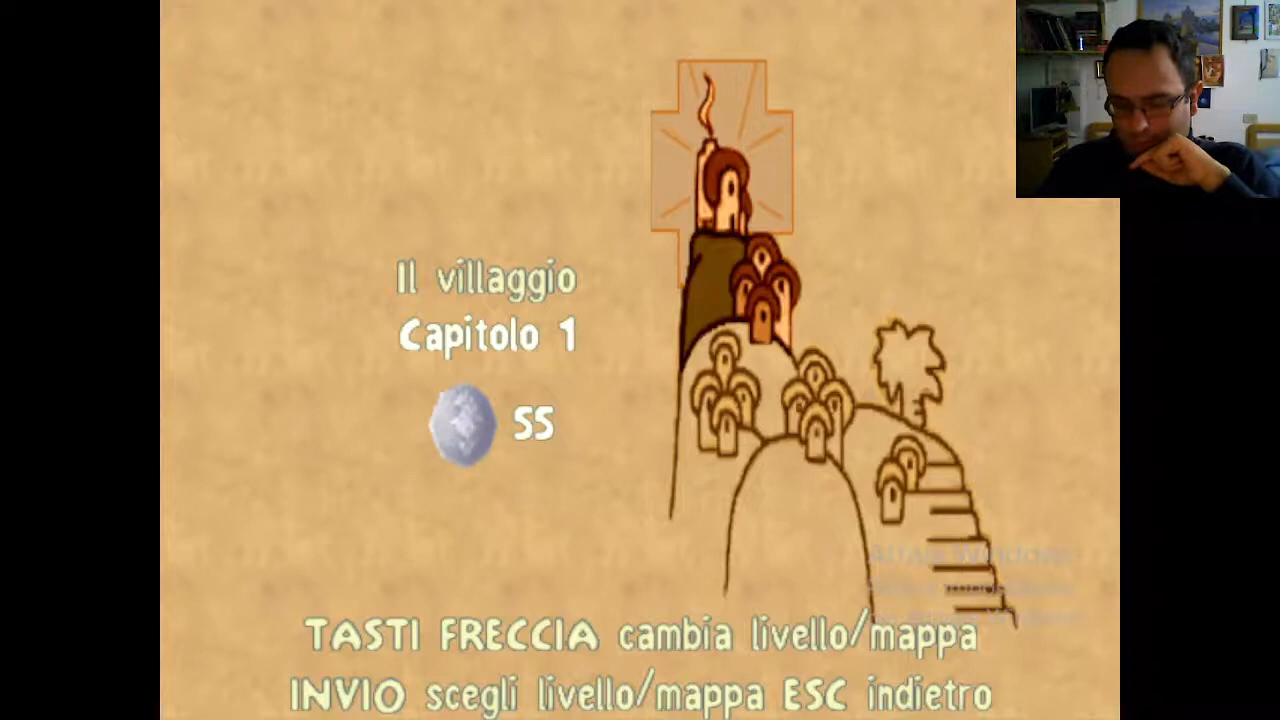 Il villaggio
Capitolo 1
55
TASTI FRECCIA cambia livello/mappa
INVIO scegli livello/mappa ESC indietro